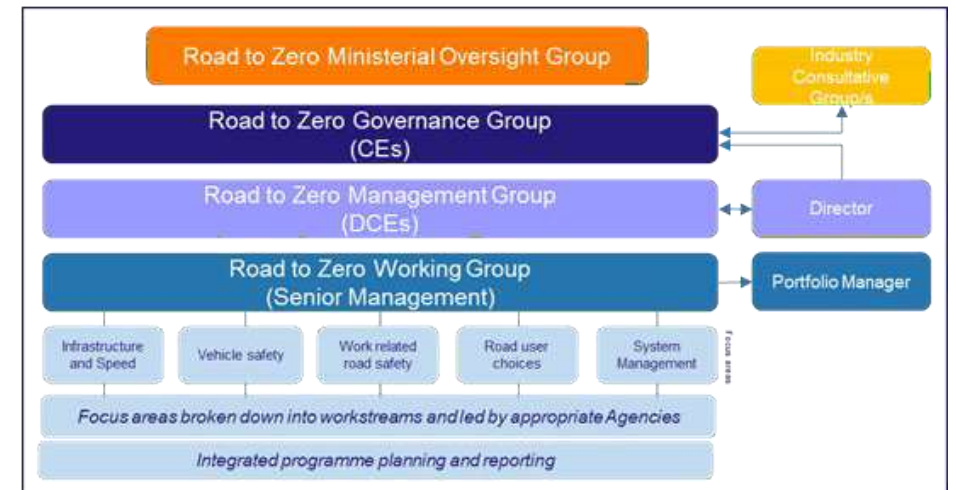 Road to Zero Ministerial Oversight Group
Industry
Consultative
Group/s
Road to Zero Governance Group
(CEs)
Road to Zero Management Group
(DCEs)
Director
Road to Zero Working Group
(Senior Management)
Portfolio Manager
Infrastructure
and Speed
Vehicle safety
Work related
road safety
Road user
choices
System
Management
focus areas
Focus areas broken down into workstreams and led by appropriate Agencies
Integrated programme planning and reporting